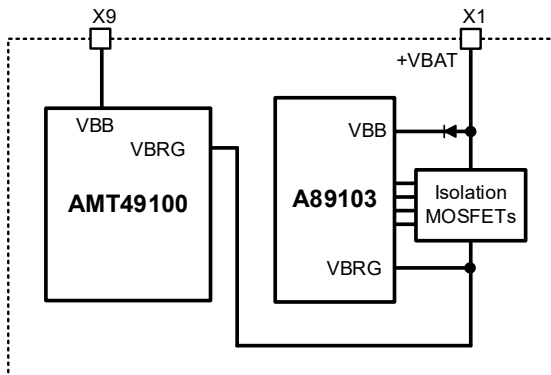 X9
X1
+VBAT
VBB
VBRG
AMT49100
VBB
A89103
VBRG
Isolation
MOSFETs